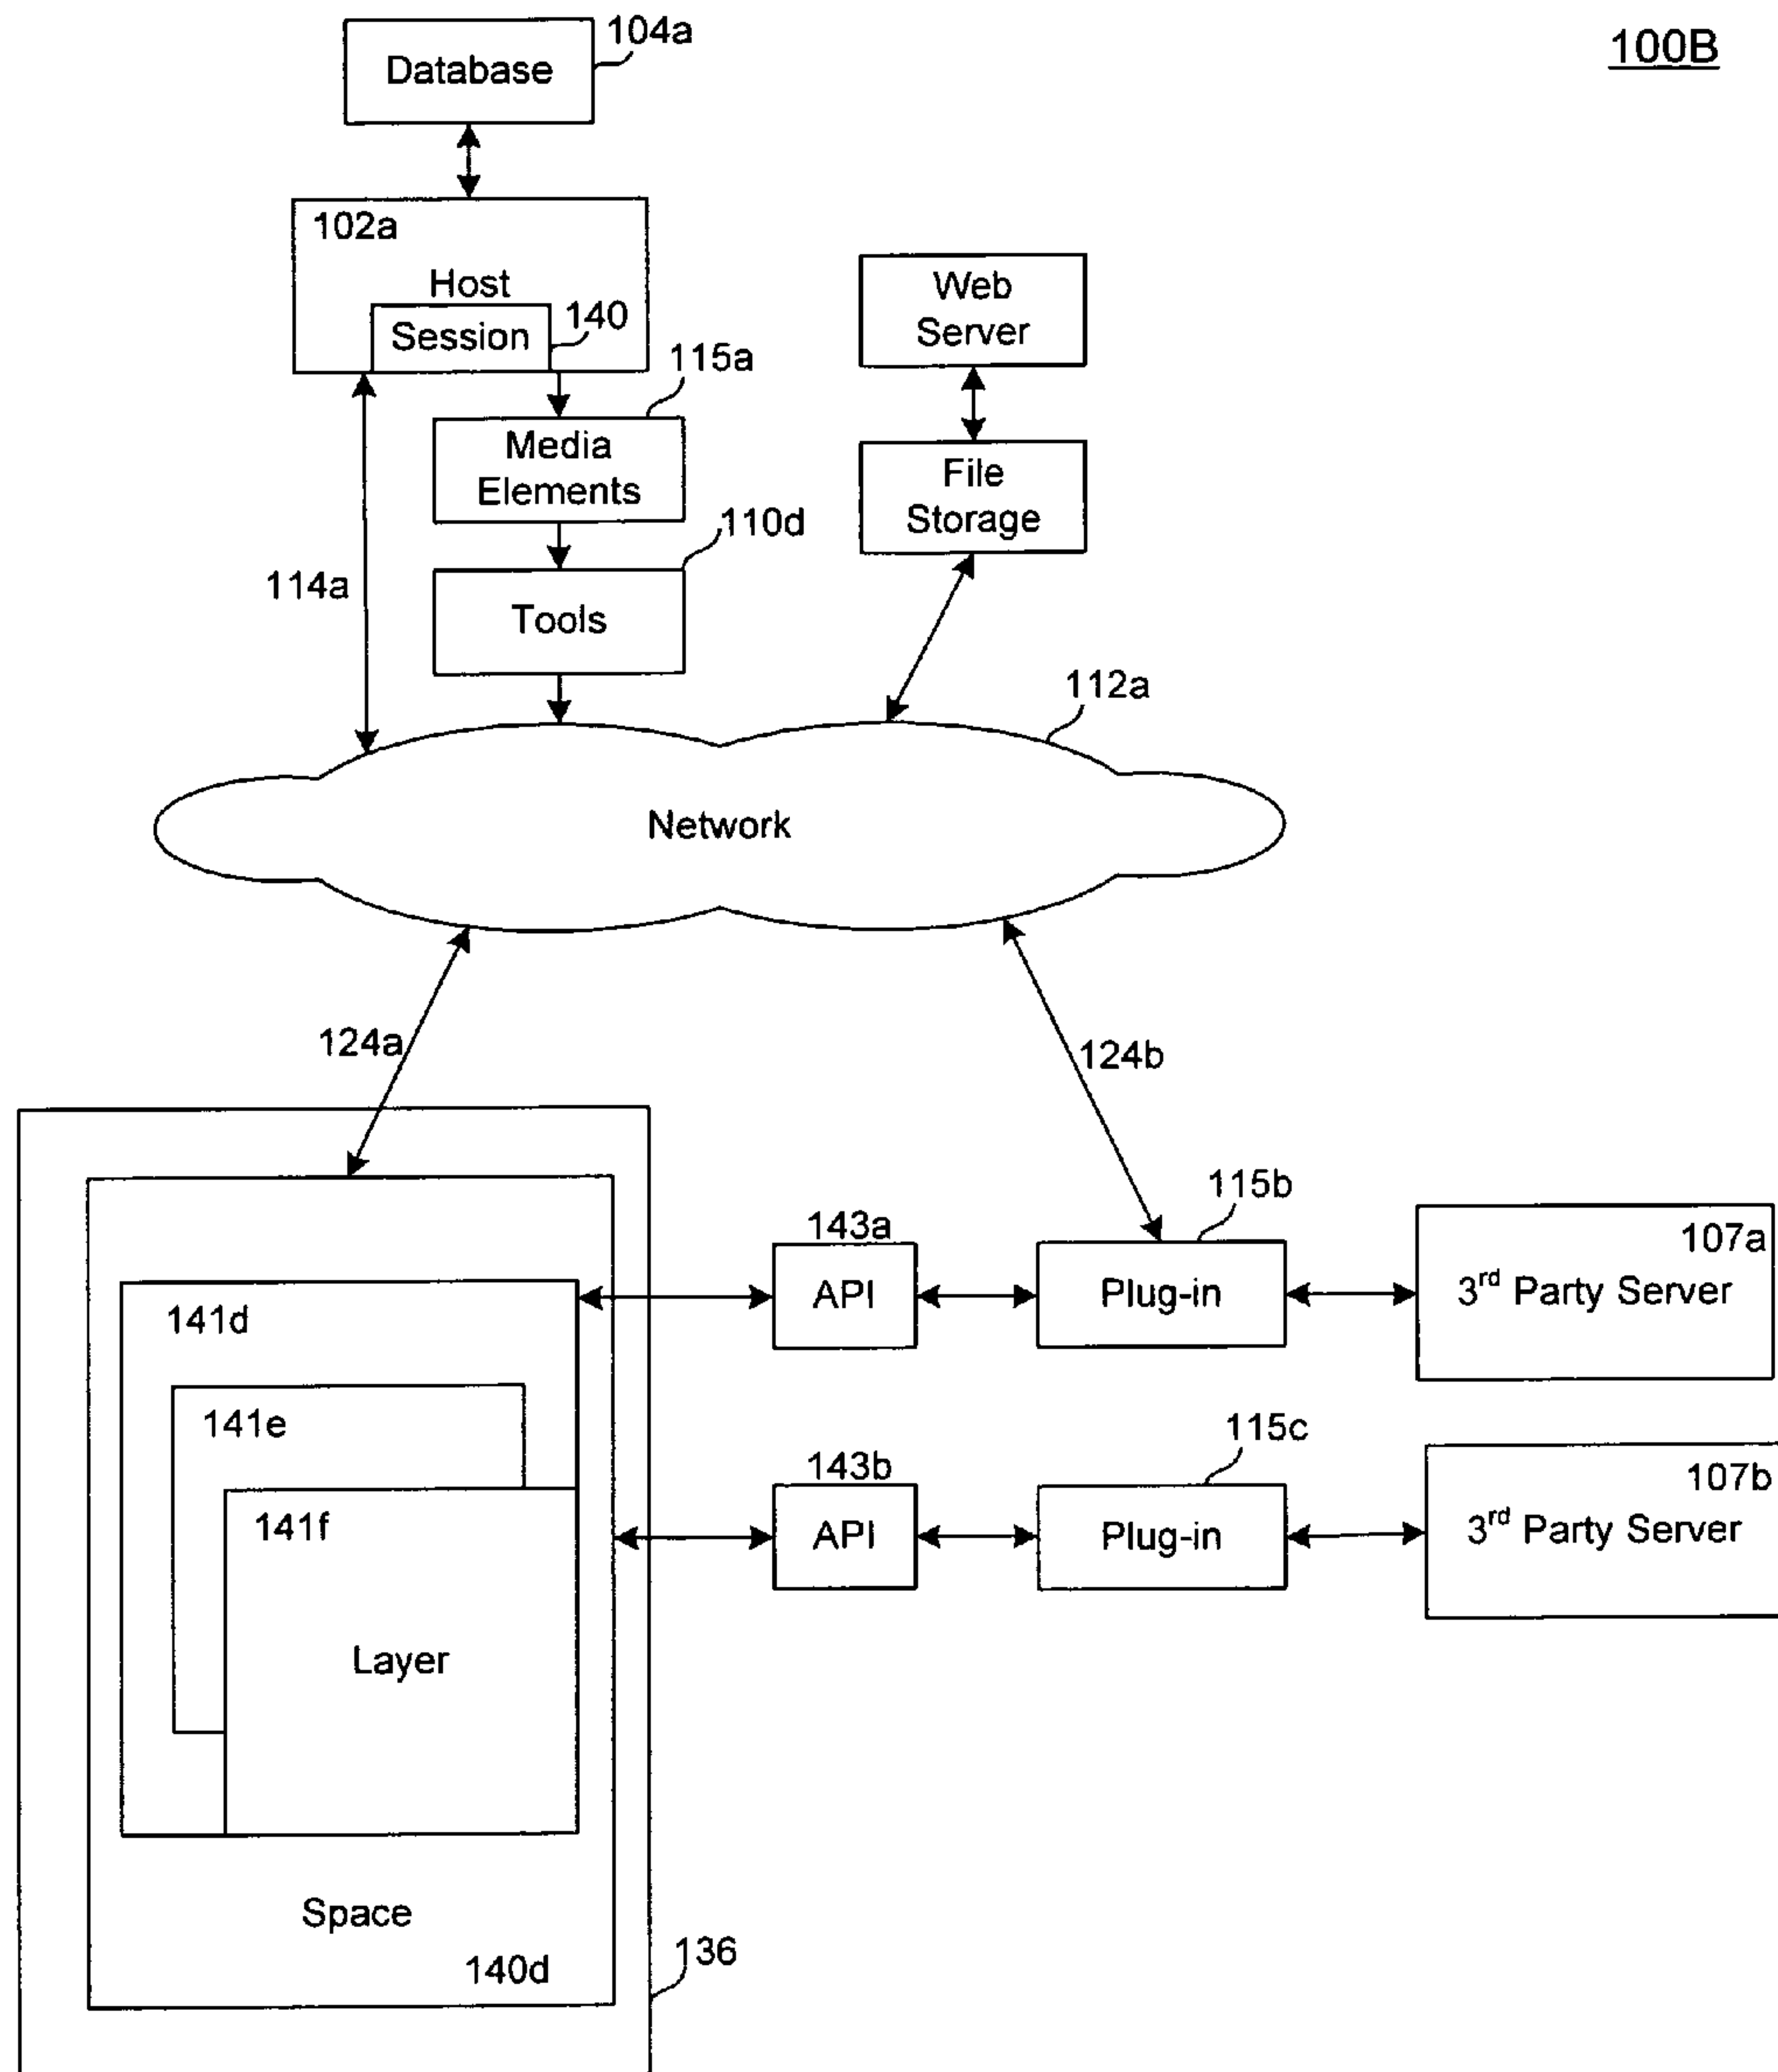 104a
100B
Database
102a
Host
Session
140
115a
Web
Server
Media
Elements
File
Storage
110d
114a
Tools
112a
Network
124a
124b
115b
143a
107a
API
Plug-in
3rd Party Server
141d
141e
115c
143b
107b
141f
API
Plug-in
3rd Party Server
Layer
Space
136
140d